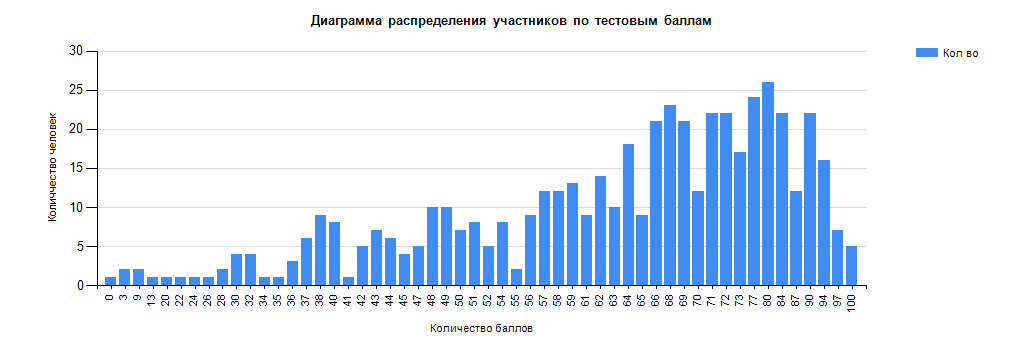 Диаграмма распределения участников по тестовым баллам
Кол во
Количчество человек
30
25
20
15
10
5
0
0 3 9 13 20 22 24 26 28 30 32 34 35 36 37 38 40 41 42 43 44 45 47 48 49 50 51 52 54 55 56 57 58 59 61 62 63 64 65 66 68 69 70 71 72 73 77 80 84 87 90 94 97 100
Количество баллов